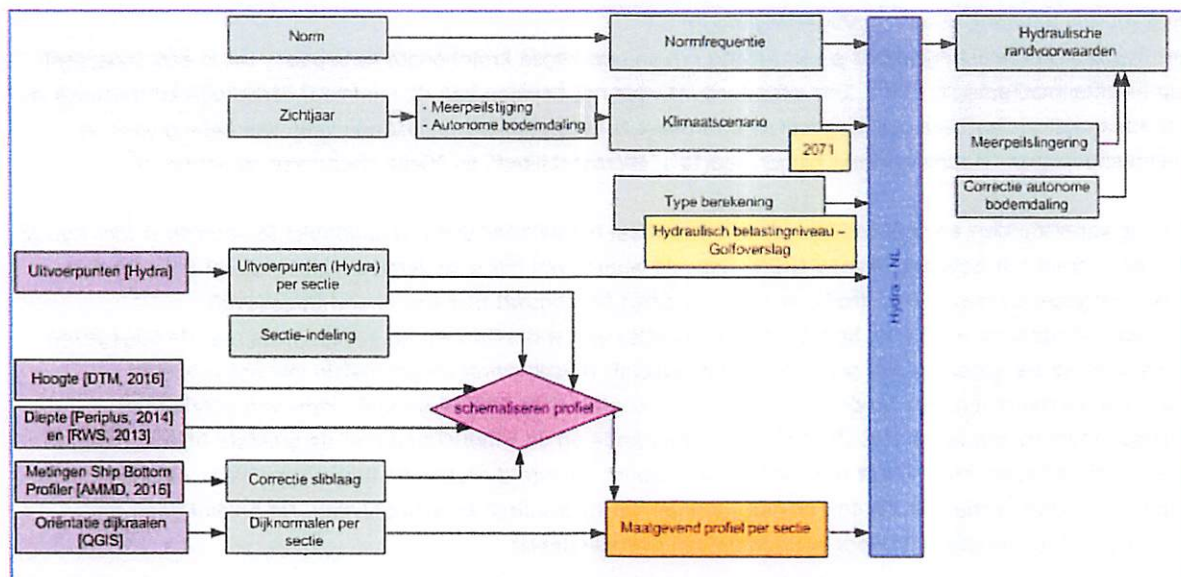 Norm
Normfrequentie
Hydraulische
randvoorwaarden
Zichtjaar
- Meerpeilstijging
- Autonome bodemdaling
Klimaatscenario
2071
Meerpeilslingering
Correctie autonome
bodemdaling
Type berekening
Hydraulisch belastingniveau –
Golfoverslag
Uitvoerpunten [Hydra]
Uitvoerpunten (Hydra)
per sectie
Hydra - NL
Sectie-indeling
Hoogte [DTM, 2016]
schematiseren profiel
Diepte [Periplus, 2014]
en [RWS, 2013]
Metingen Ship Bottom
Profiler [AMMD, 2016]
Correctie sliblaag
Oriëntatie dijkraaien
[QGIS]
Dijknormalen per
sectie
Maatgevend profiel per sectie